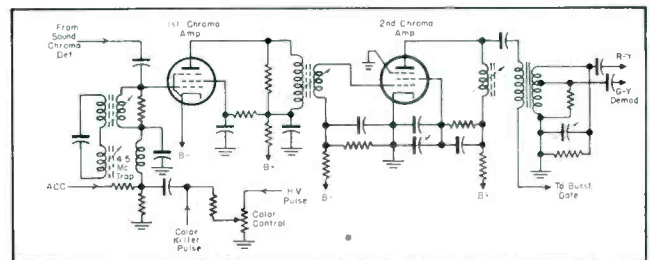 From
Sound
Chroma
Det
1st Chroma
Amp
2nd Chroma
Amp
R-Y
G-Y
Demod
4.5
Mc
Trap
B-
B+
ACC
H-V
Pulse
Color
Control
Color
Killer
Pulse
B-
B+
To Burst
Gate